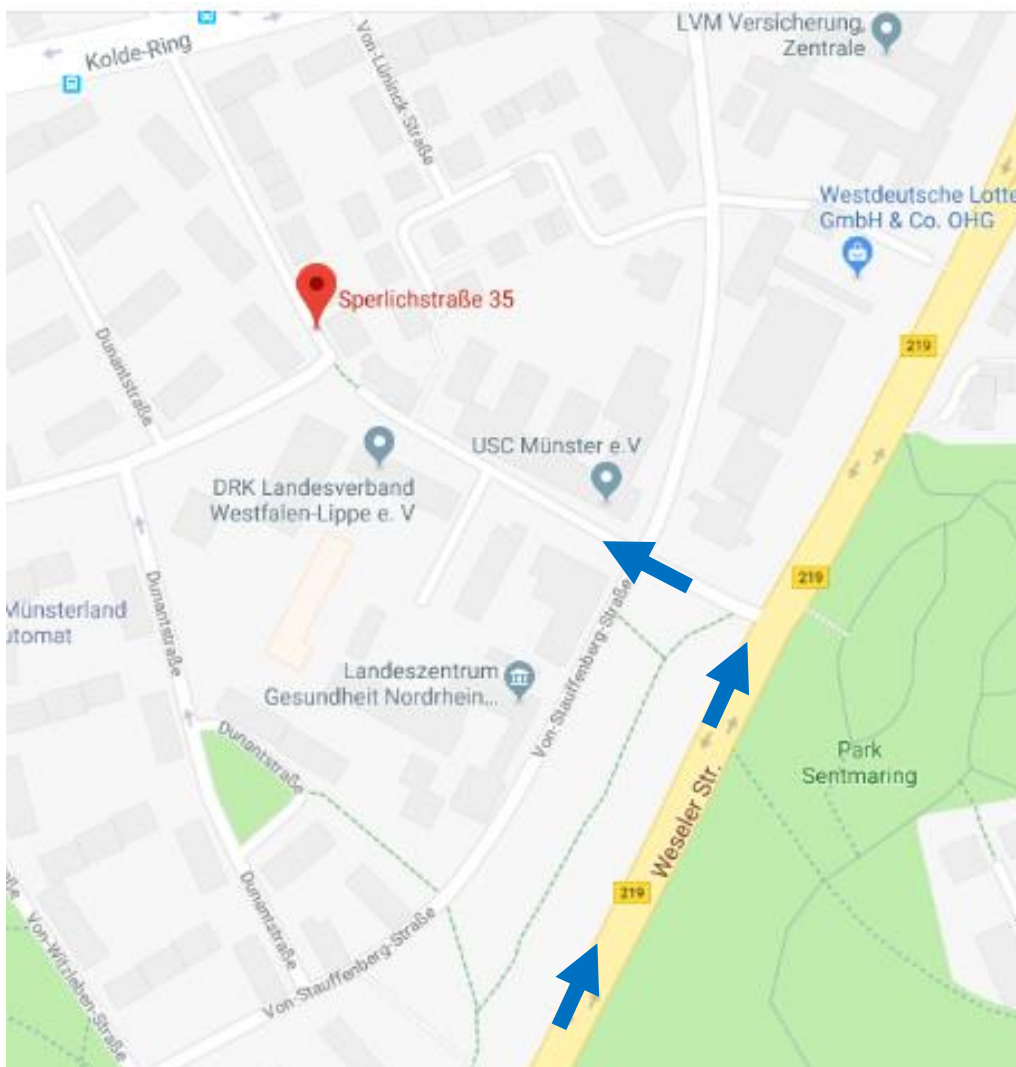 Kolde-Ring
Von-Lüninck-Straße
LVM Versicherung,
Zentrale
Westdeutsche Lotte
GmbH & Co. OHG
Sperlichstraße 35
Dunantstraße
219
USC Münster e.V
DRK Landesverband
Westfalen-Lippe e. V
219
Münsterland
utomat
Dunantstraße
Von-Stauffenberg-Straße
Landeszentrum
Gesundheit Nordrhein...
Dunantstraße
Park
Sentmaring
Weseler Str.
219
Dunantstraße
Von-Stauffenberg-Straße
Von-Witzleben-Straße
ße